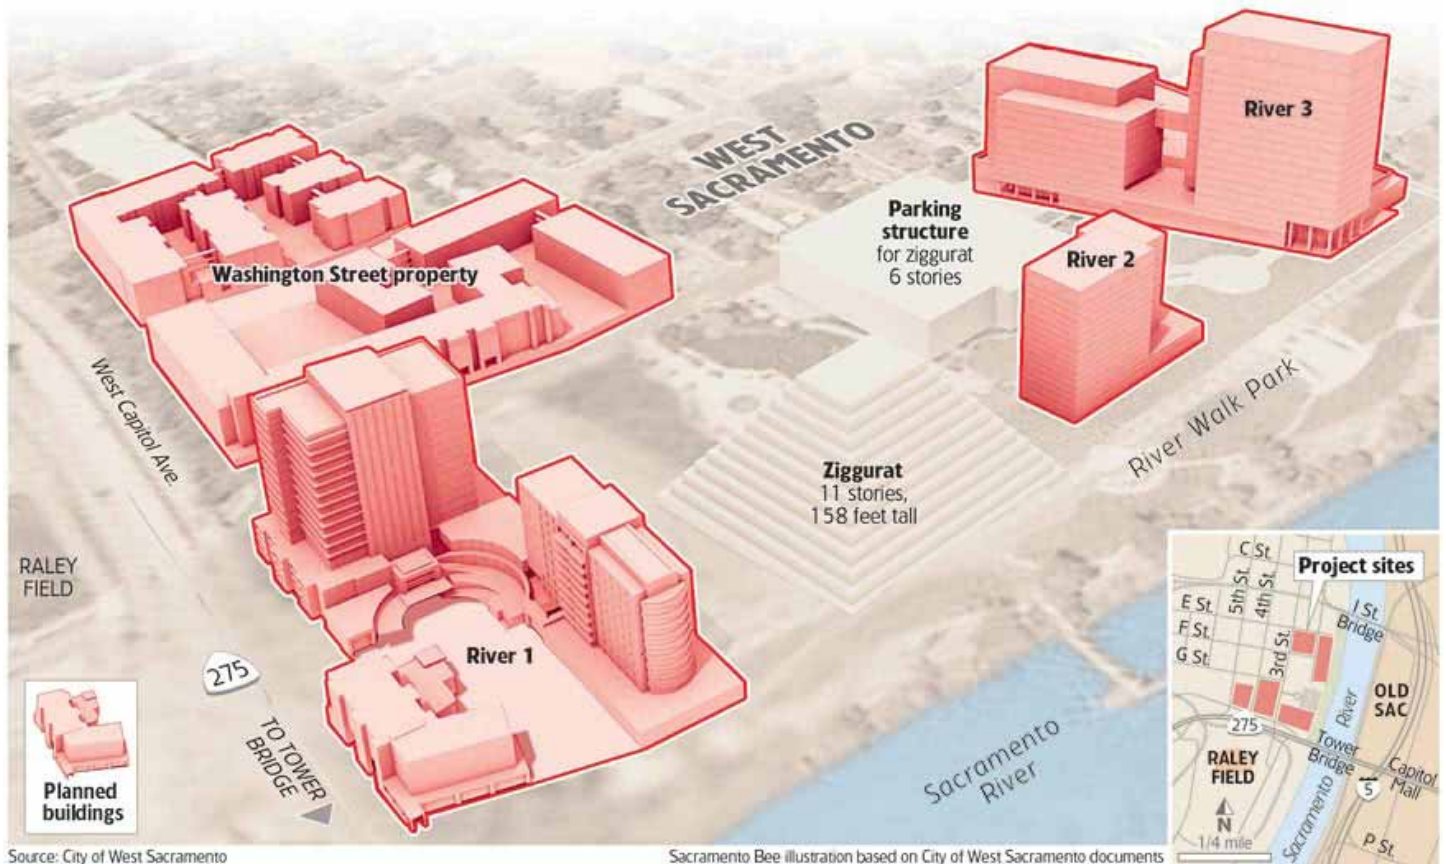 WEST
SACRAMENTO
River 3
Parking
structure
for ziggurat
6 stories
River 2
Washington Street property
West Capitol Ave.
River Walk Park
Ziggurat
11 stories,
158 feet tall
RALEY
FIELD
River 1
275
TO TOWER
BRIDGE
Sacramento
River
Planned
buildings
Project sites
C St.
5th St.
4th St.
E St.
F St.
G St.
3rd St.
I St.
Bridge
River
OLD
SAC
275
Tower
Bridge
Capitol
Mall
RALEY
FIELD
5
N
1/4 mile
Sacramento
P St.
Source: City of West Sacramento
Sacramento Bee illustration based on City of West Sacramento documents